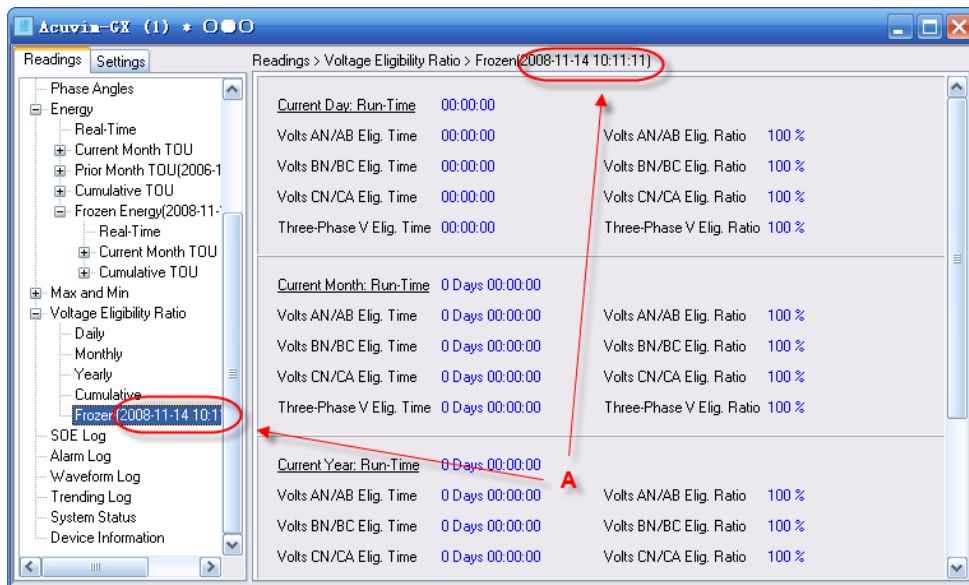 Acuvim-GX (1) * O●O
Readings Settings
Phase Angles
Energy
Real-Time
Current Month TOU
Prior Month TOU(2006-1
Cumulative TOU
Frozen Energy(2008-11-
Real-Time
Current Month TOU
Cumulative TOU
Max and Min
Voltage Eligibility Ratio
Daily
Monthly
Yearly
Cumulative
Frozen(2008-11-14 10:1
SOE Log
Alarm Log
Waveform Log
Trending Log
System Status
Device Information
Readings > Voltage Eligibility Ratio > Frozen(2008-11-14 10:11:11)
Current Day: Run-Time 00:00:00
Volts AN/AB Elig. Time 00:00:00 Volts AN/AB Elig. Ratio 100 %
Volts BN/BC Elig. Time 00:00:00 Volts BN/BC Elig. Ratio 100 %
Volts CN/CA Elig. Time 00:00:00 Volts CN/CA Elig. Ratio 100 %
Three-Phase V Elig. Time 00:00:00 Three-Phase V Elig. Ratio 100 %
Current Month: Run-Time 0 Days 00:00:00
Volts AN/AB Elig. Time 0 Days 00:00:00 Volts AN/AB Elig. Ratio 100 %
Volts BN/BC Elig. Time 0 Days 00:00:00 Volts BN/BC Elig. Ratio 100 %
Volts CN/CA Elig. Time 0 Days 00:00:00 Volts CN/CA Elig. Ratio 100 %
Three-Phase V Elig. Time 0 Days 00:00:00 Three-Phase V Elig. Ratio 100 %
Current Year: Run-Time 0 Days 00:00:00
A
Volts AN/AB Elig. Time 0 Days 00:00:00 Volts AN/AB Elig. Ratio 100 %
Volts BN/BC Elig. Time 0 Days 00:00:00 Volts BN/BC Elig. Ratio 100 %
Volts CN/CA Elig. Time 0 Days 00:00:00 Volts CN/CA Elig. Ratio 100 %